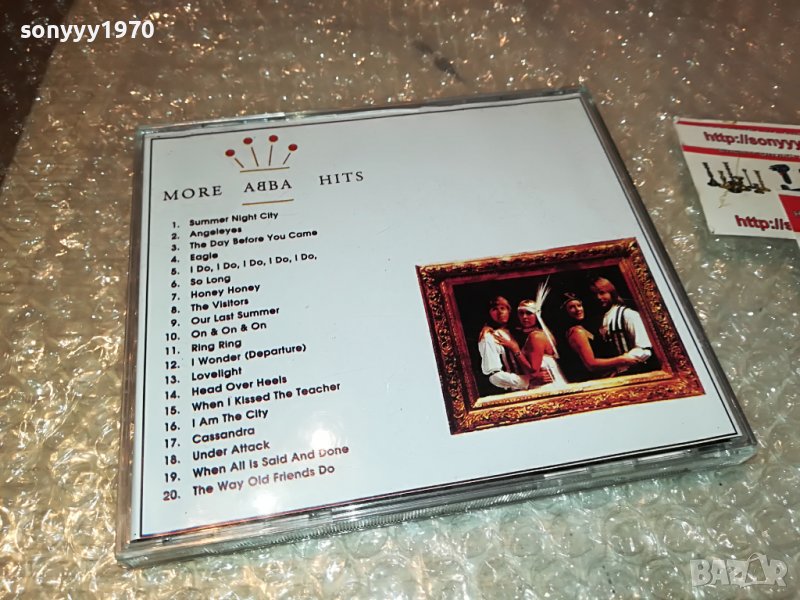 sonyyy1970
MORE ABBA HITS
1. Summer Night City
2. Angeleyes
3. The Day Before You Came
4. Eagle
5. I Do, I Do, I Do, I Do, I Do,
6. So Long
7. Honey Honey
8. The Visitors
9. Our Last Summer
10. On & On & On
11. Ring Ring
12. I Wonder (Departure)
13. Lovelight
14. Head Over Heels
15. When I Kissed The Teacher
16. I Am The City
17. Cassandra
18. Under Attack
19. When All Is Said And Done
20. The Way Old Friends Do
http://sonyyy
http://s
BAZAR